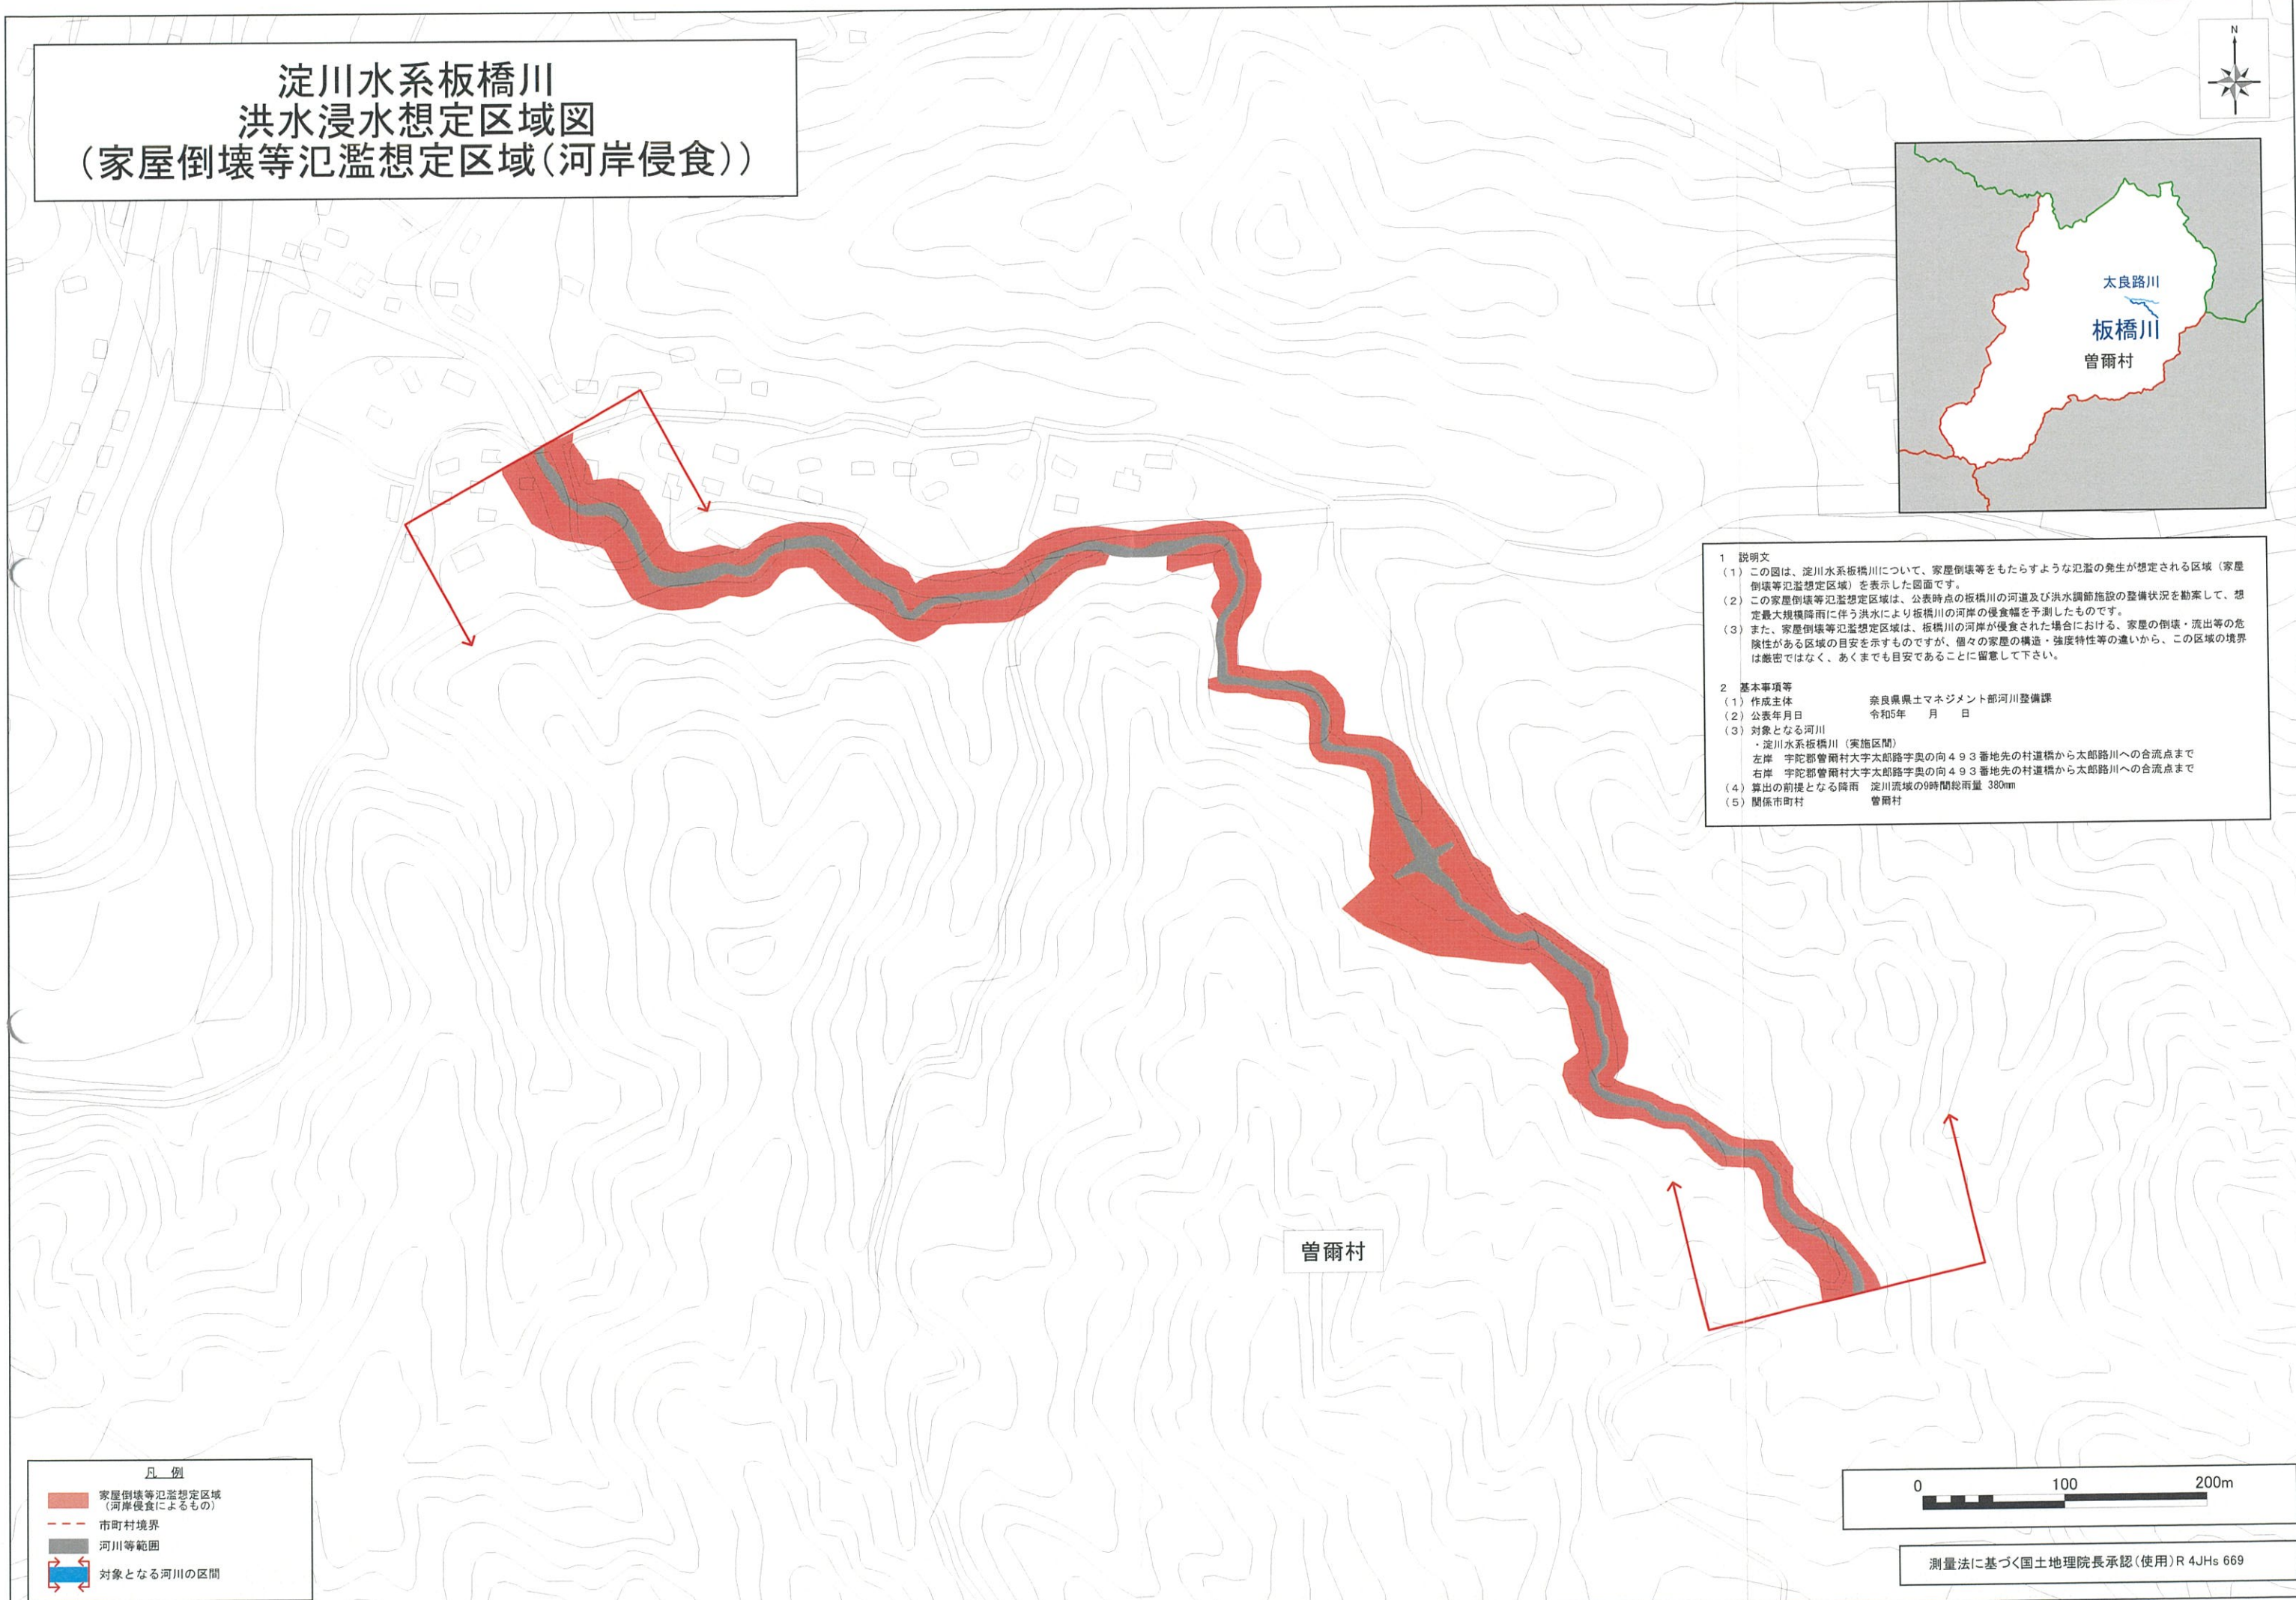 淀川水系板橋川
洪水浸水想定区域図
（家屋倒壊等氾濫想定区域（河岸侵食））
N
太良路川
板橋川
曽爾村
1 説明文
（1）この図は、淀川水系板橋川について、家屋倒壊等をもたらすような氾濫の発生が想定される区域（家屋
倒壊等氾濫想定区域）を表示した図面です。
（2）この家屋倒壊等氾濫想定区域は、公表時点の板橋川の河道及び洪水調節施設の整備状況を勘案して、想
定最大規模降雨に伴う洪水により板橋川の河岸の侵食幅を予測したものです。
（3）また、家屋倒壊等氾濫想定区域は、板橋川の河岸が侵食された場合における、家屋の倒壊・流出等の危
険性がある区域の目安を示すものですが、個々の家屋の構造・強度特性等の違いから、この区域の境界
は厳密ではなく、あくまでも目安であることに留意して下さい。
2 基本事項等
（1）作成主体 奈良県県土マネジメント部河川整備課
（2）公表年月日 令和5年 月 日
（3）対象となる河川
・淀川水系板橋川（実施区間）
左岸 宇陀郡曽爾村大字太郎路字奥の向４９３番地先の村道橋から太郎路川への合流点まで
右岸 宇陀郡曽爾村大字太郎路字奥の向４９３番地先の村道橋から太郎路川への合流点まで
（4）算出の前提となる降雨 淀川流域の9時間総雨量 380mm
（5）関係市町村 曽爾村
曽爾村
凡 例
家屋倒壊等氾濫想定区域
（河岸侵食によるもの）
市町村境界
河川等範囲
対象となる河川の区間
0 100 200m
測量法に基づく国土地理院長承認（使用）R 4JHs 669